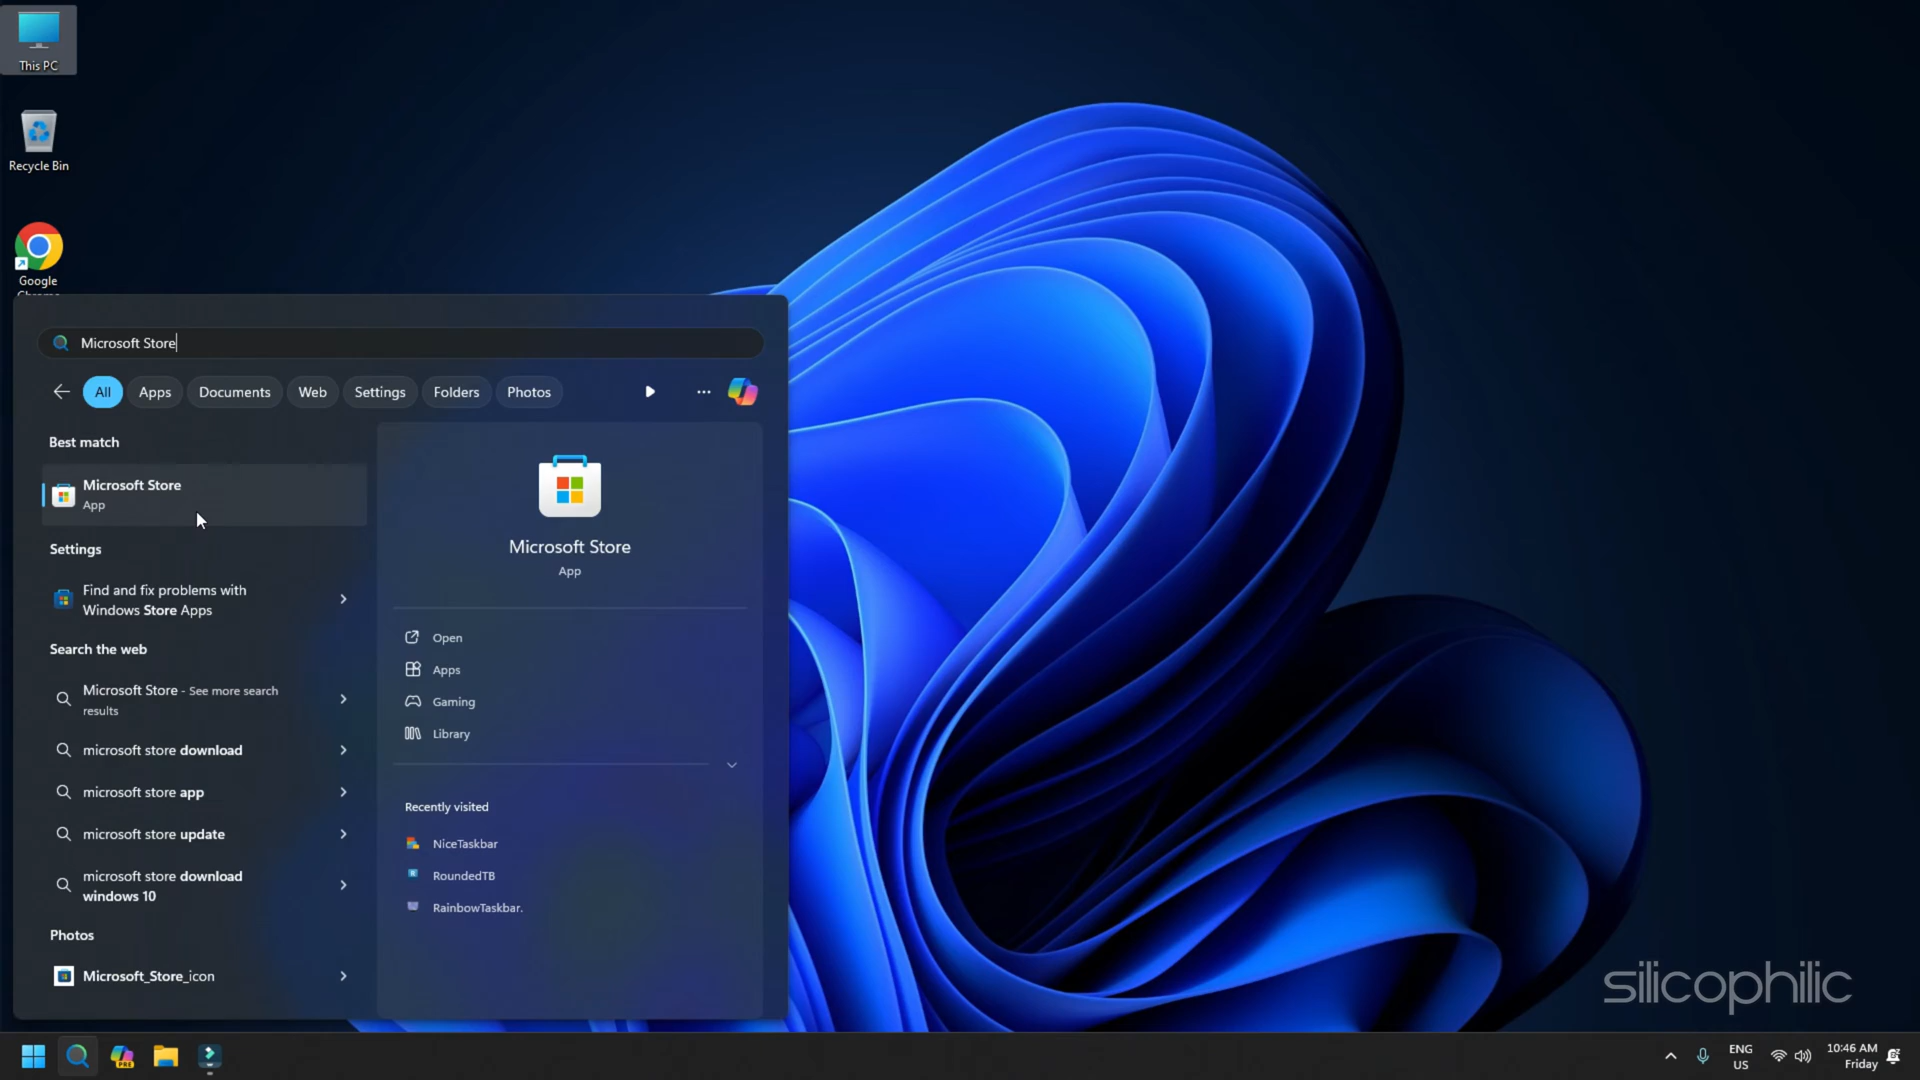 This PC
Recycle Bin
Google
Microsoft Store
All Apps Documents Web Settings Folders Photos
Best match
Microsoft Store
App
Settings
Find and fix problems with
Windows Store Apps
Search the web
Microsoft Store - See more search
results
microsoft store download
microsoft store app
microsoft store update
microsoft store download
windows 10
Photos
Microsoft_Store_icon
Microsoft Store
App
Open
Apps
Gaming
Library
Recently visited
NiceTaskbar
RoundedTB
RainbowTaskbar.
silicophilic
PRE
ENG
US
10:46 AM
Friday